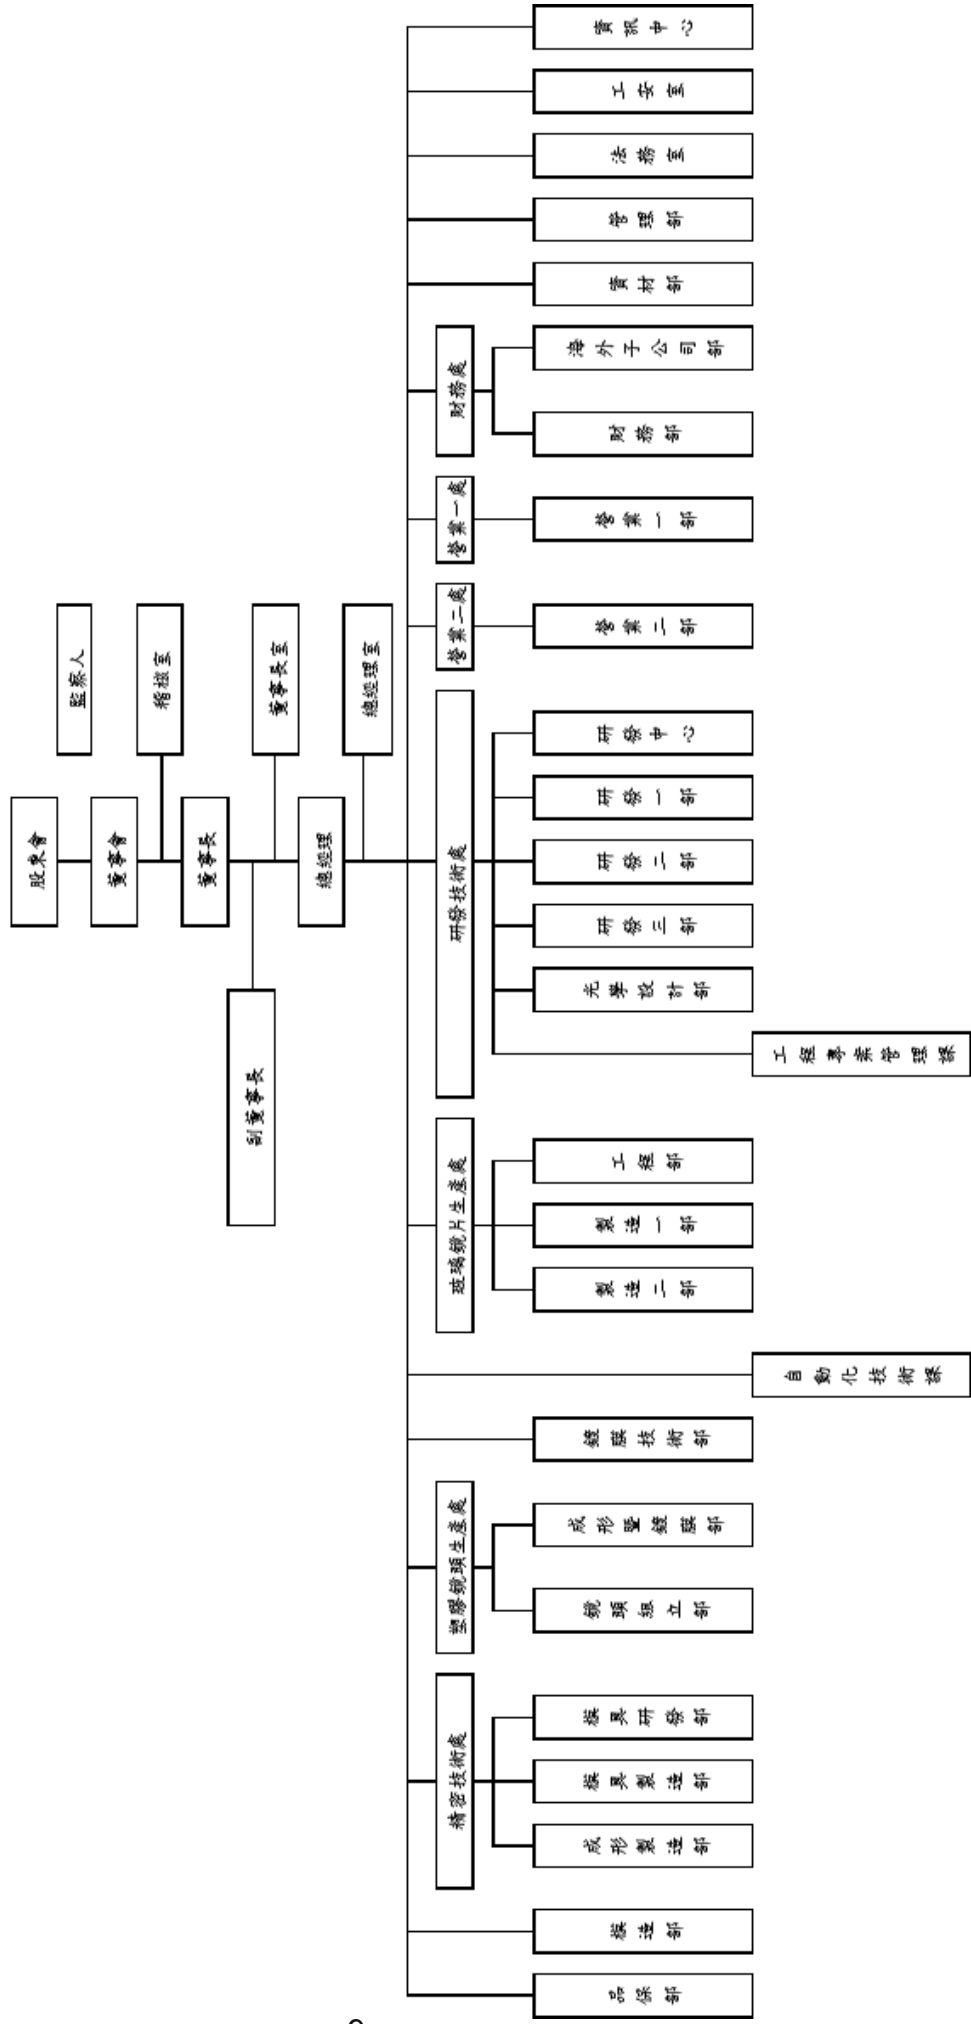 股東會
監察人
董事會
稽核室
董事長
副董事長
董事長室
總經理
總經理室
資訊中心
工安室
法務室
管理部
資材部
財務處
海外子公司部
財務部
營業一處
營業一部
營業二處
營業二部
研發技術處
研發中心
研發一部
研發二部
研發三部
光學設計部
工程專案管理課
玻璃鏡片生產處
工程部
製造一部
製造二部
自動化技術課
鍍膜技術部
塑膠鏡頭生產處
成形暨鍍膜部
鏡頭組立部
精密技術處
模具研發部
模具製造部
成形製造部
模造部
品保部